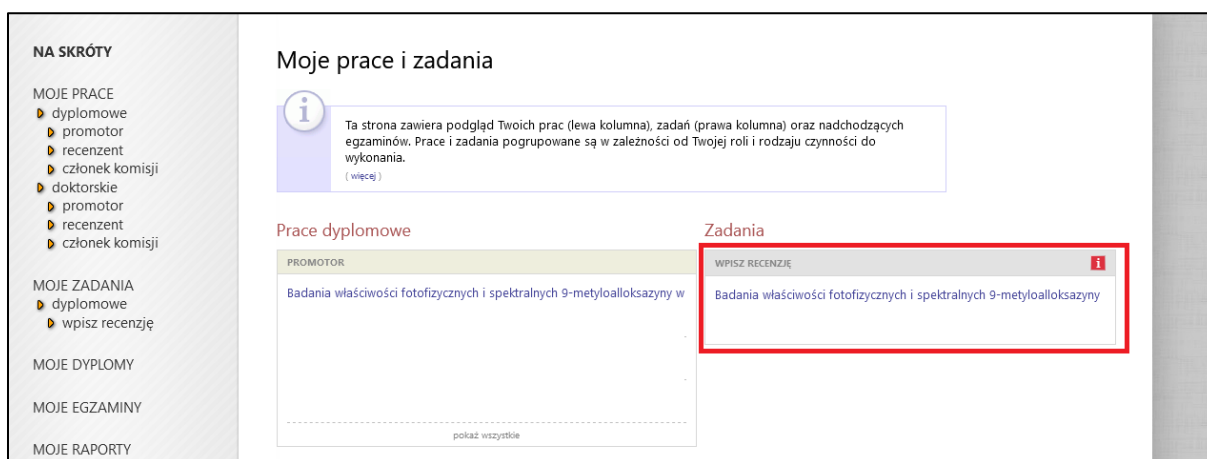 NA SKRÓTY
MOJE PRACE
dyplomowe
promotor
recenzent
członek komisji
doktorskie
promotor
recenzent
członek komisji
MOJE ZADANIA
dyplomowe
wpisz recenzję
MOJE DYPLOMY
MOJE EGZAMINY
MOJE RAPORTY
Moje prace i zadania
i
Ta strona zawiera podgląd Twoich prac (lewa kolumna), zadań (prawa kolumna) oraz nadchodzących
egzaminów. Prace i zadania pogrupowane są w zależności od Twojej roli i rodzaju czynności do
wykonania.
( więcej )
Prace dyplomowe
PROMOTOR
Badania właściwości fotofizycznych i spektralnych 9-metyloalloksazyny w
pokaż wszystkie
Zadania
WPISZ RECENZJĘ i
Badania właściwości fotofizycznych i spektralnych 9-metyloalloksazyny